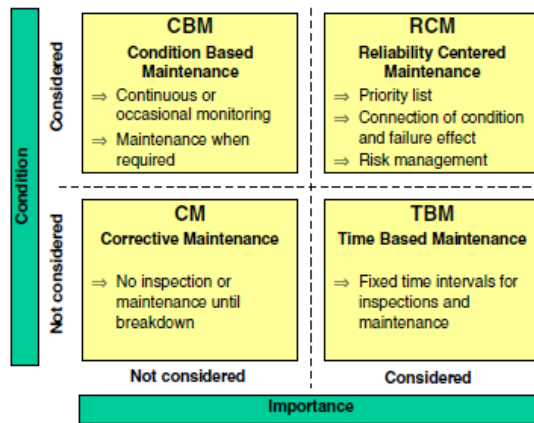 CBM
Condition Based
Maintenance
⇒ Continuous or
occasional monitoring
⇒ Maintenance when
required
RCM
Reliability Centered
Maintenance
⇒ Priority list
⇒ Connection of condition
and failure effect
⇒ Risk management
CM
Corrective Maintenance
⇒ No inspection or
maintenance until
breakdown
TBM
Time Based Maintenance
⇒ Fixed time intervals for
inspections and
maintenance
Condition
Considered
Not considered
Not considered
Considered
Importance